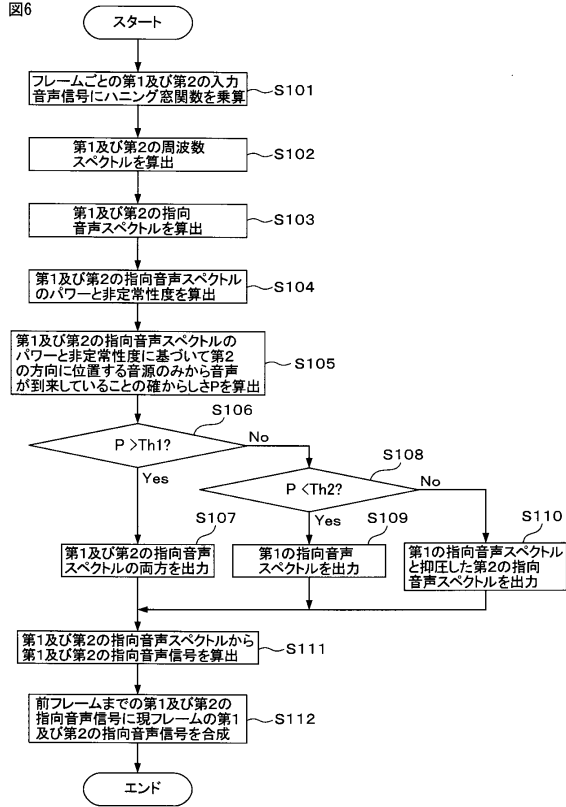 図6
スタート
フレームごとの第1及び第2の入力
音声信号にハニング窓関数を乗算
S101
第1及び第2の周波数
スペクトルを算出
S102
第1及び第2の指向
音声スペクトルを算出
S103
第1及び第2の指向音声スペクトル
のパワーと非定常性度を算出
S104
第1及び第2の指向音声スペクトルの
パワーと非定常性度に基づいて第2
の方向に位置する音源のみから音声
が到来していることの確からしさPを算出
S105
S106
P >Th1?
No
Yes
S108
P <Th2?
No
Yes
S107
第1及び第2の指向音声
スペクトルの両方を出力
S109
第1の指向音声
スペクトルを出力
S110
第1の指向音声スペクトル
と抑圧した第2の指向
音声スペクトルを出力
第1及び第2の指向音声スペクトルから
第1及び第2の指向音声信号を算出
S111
前フレームまでの第1及び第2の
指向音声信号に現フレームの第1
及び第2の指向音声信号を合成
S112
エンド